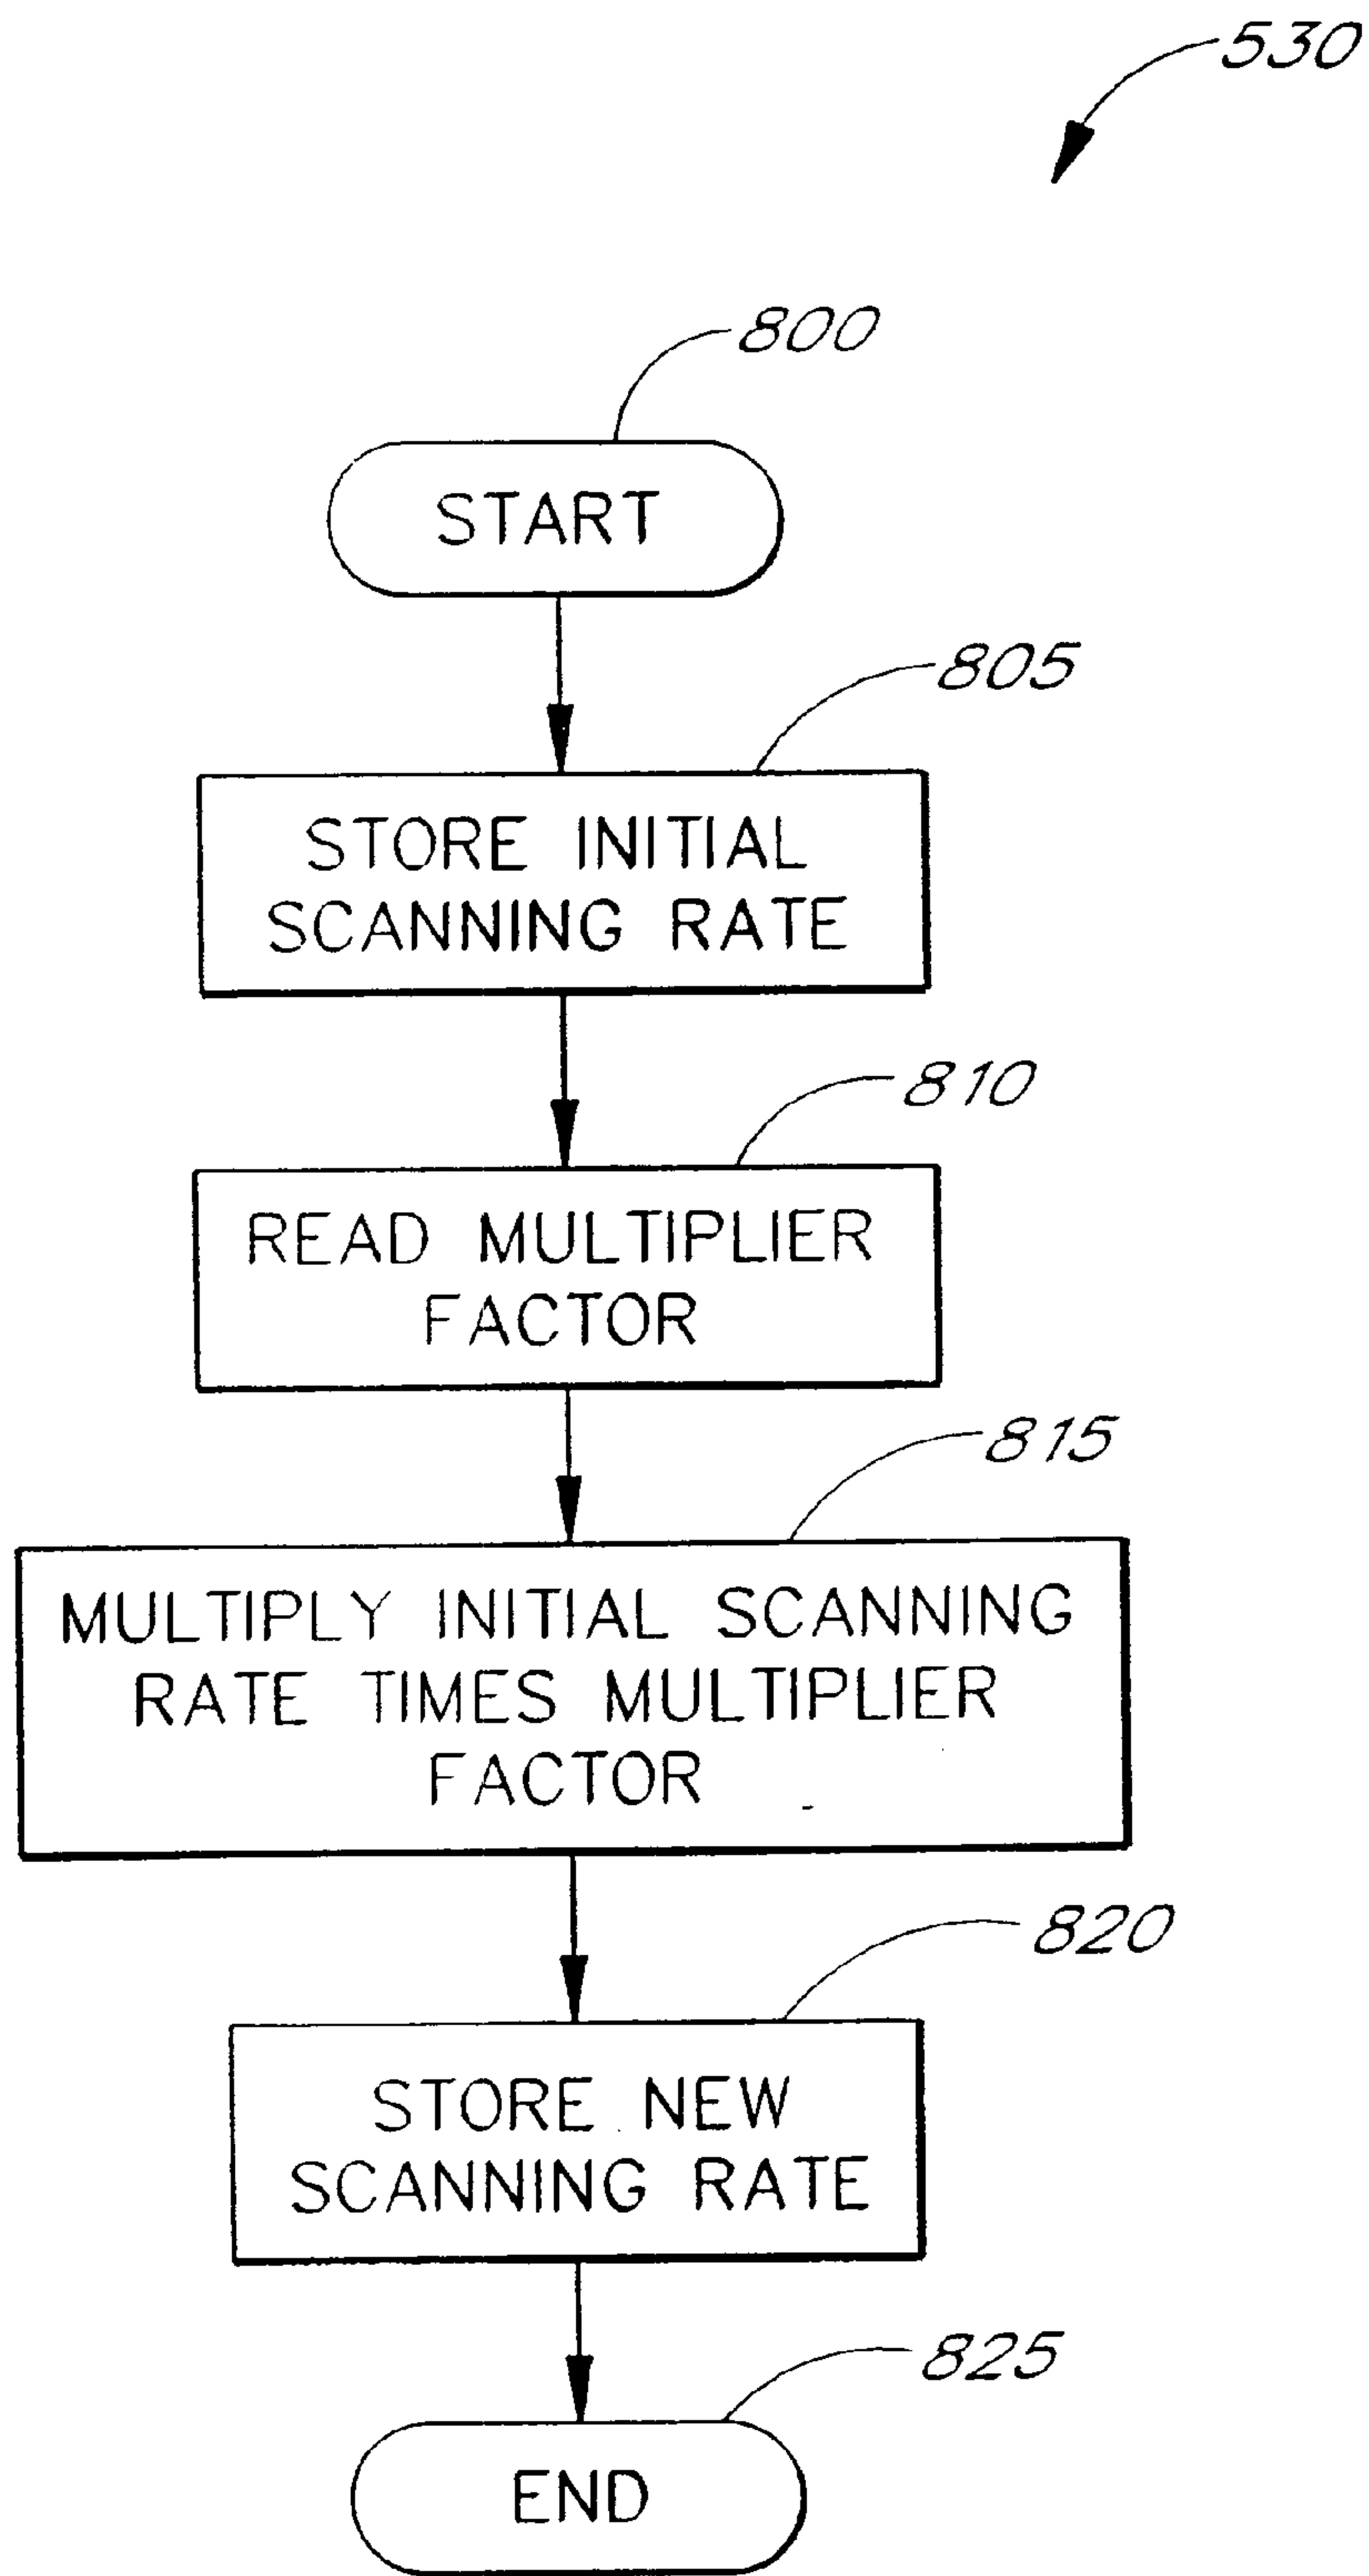 530
800
START
805
STORE INITIAL
SCANNING RATE
810
READ MULTIPLIER
FACTOR
815
MULTIPLY INITIAL SCANNING
RATE TIMES MULTIPLIER
FACTOR
820
STORE NEW
SCANNING RATE
825
END